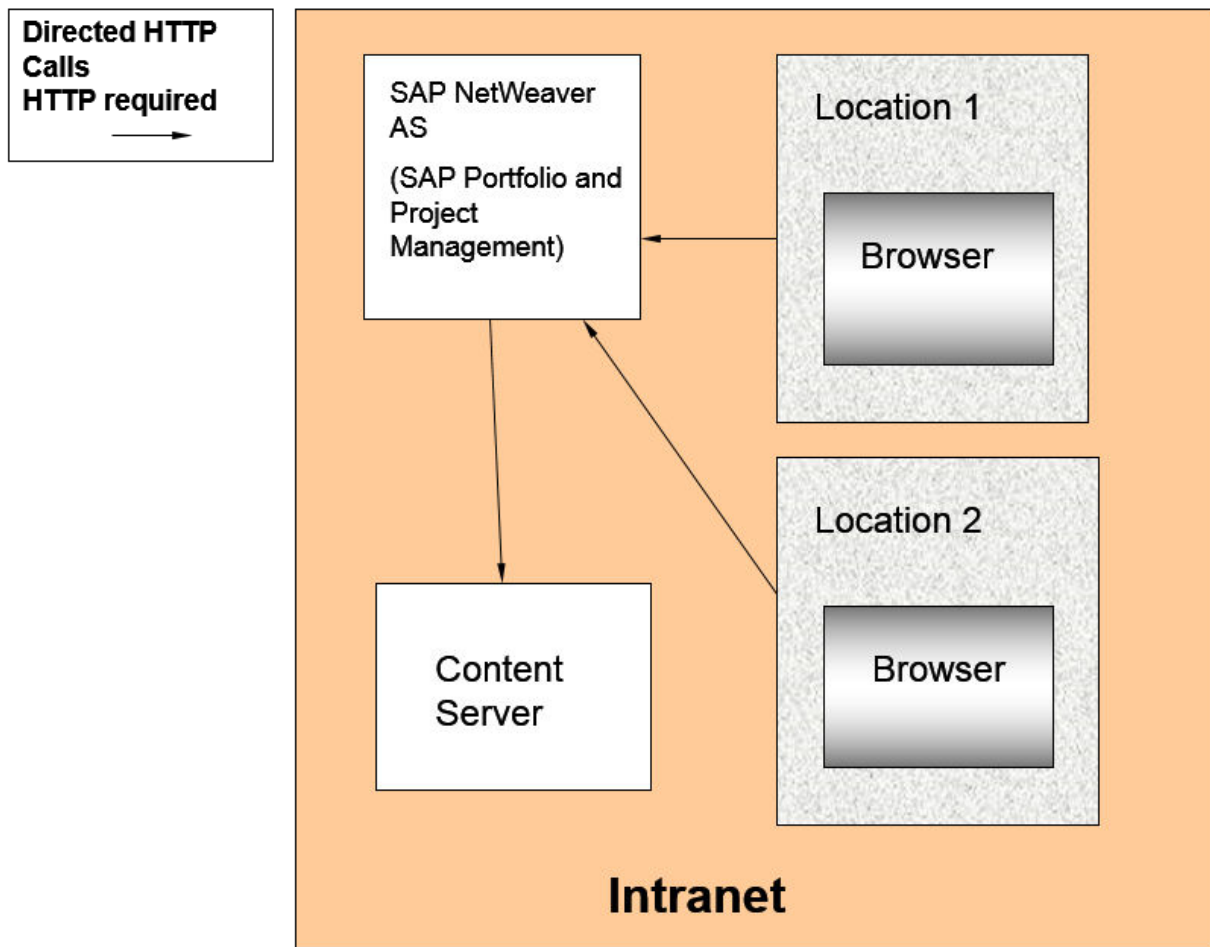 Directed HTTP
Calls
HTTP required
SAP NetWeaver
AS
(SAP Portfolio and
Project
Management)
Location 1
Browser
Location 2
Browser
Content
Server
Intranet